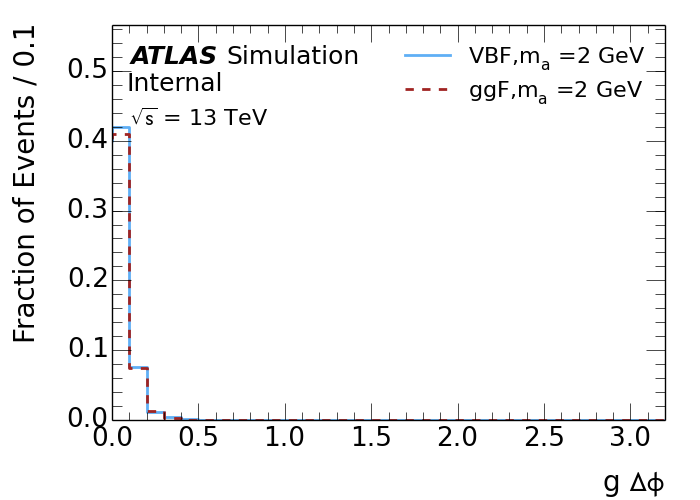 ATLAS Simulation
Internal
√s = 13 TeV
VBF,mₐ =2 GeV
ggF,mₐ =2 GeV
Fraction of Events / 0.1
0.5
0.4
0.3
0.2
0.1
0.0
0.0 0.5 1.0 1.5 2.0 2.5 3.0
g Δϕ